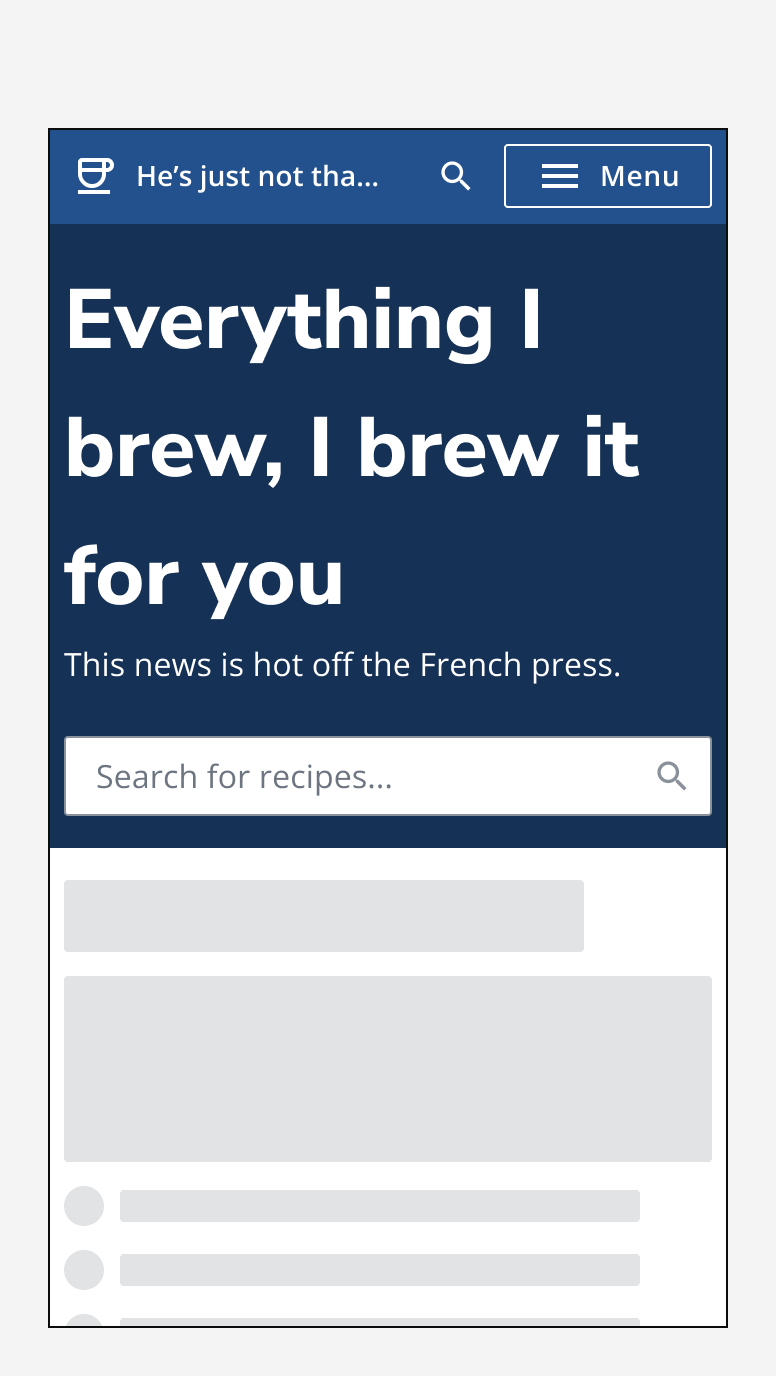 He’s just not tha...
Menu
Everything I
brew, I brew it
for you
This news is hot off the French press.
Search for recipes...